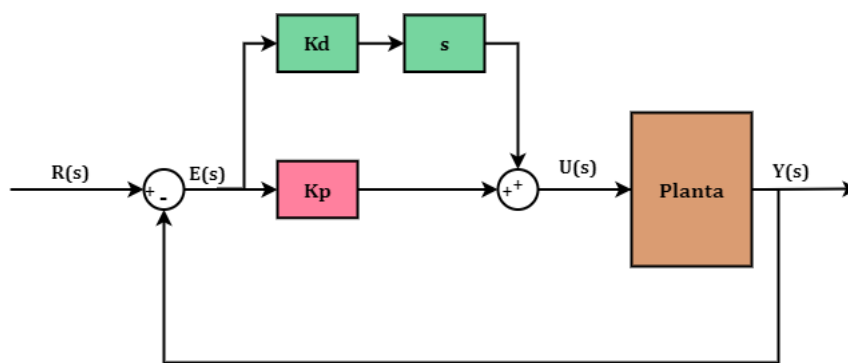 Kd
s
R(s)
E(s)
+
-
Kp
+
+
U(s)
Planta
Y(s)